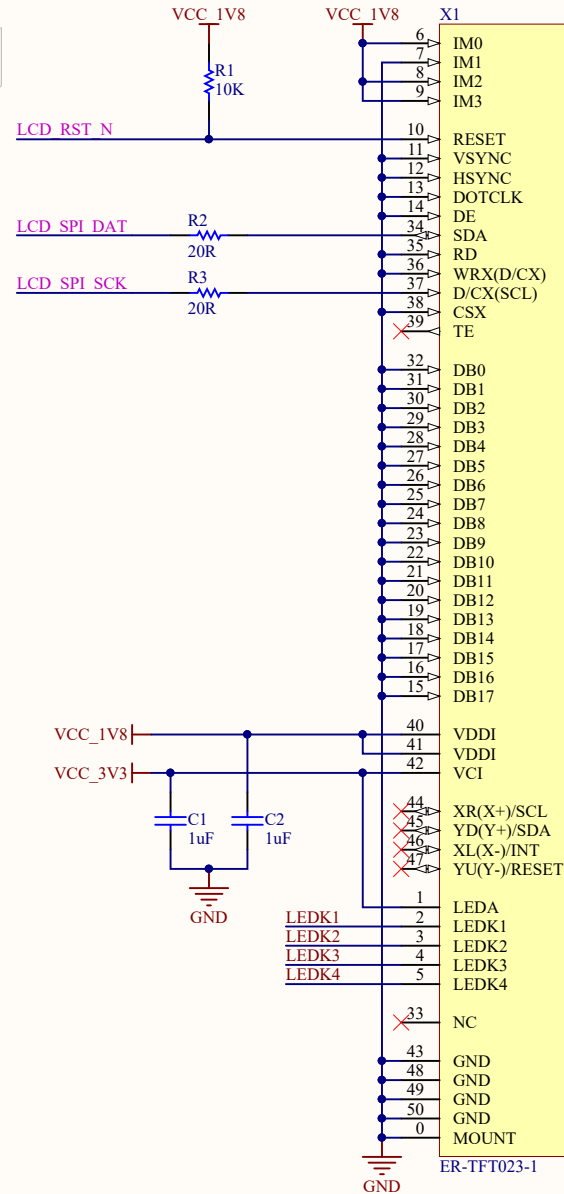 VCC_1V8 VCC_1V8 X1
6 IM0
R1 7 IM1
10K 8 IM2
9 IM3
LCD_RST_N 10 RESET
11 VSYNC
12 HSYNC
13 DOTCLK
14 DE
LCD_SPI_DAT R2 34 SDA
20R 35 RD
36 WRX(D/CX)
LCD_SPI_SCK R3 37 D/CX(SCL)
20R 38 CSX
39 TE
32 DB0
31 DB1
30 DB2
29 DB3
28 DB4
27 DB5
26 DB6
25 DB7
24 DB8
23 DB9
22 DB10
21 DB11
20 DB12
19 DB13
18 DB14
17 DB15
16 DB16
15 DB17
VCC_1V8 40 VDDI
41 VDDI
VCC_3V3 42 VCI
44 XR(X+)/SCL
C1 C2 45 YD(Y+)/SDA
1uF 1uF 46 XL(X-)/INT
47 YU(Y-)/RESET
1 LEDA
GND LEDK1 2 LEDK1
LEDK2 3 LEDK2
LEDK3 4 LEDK3
LEDK4 5 LEDK4
33 NC
43 GND
48 GND
49 GND
50 GND
0 MOUNT
ER-TFT023-1
GND